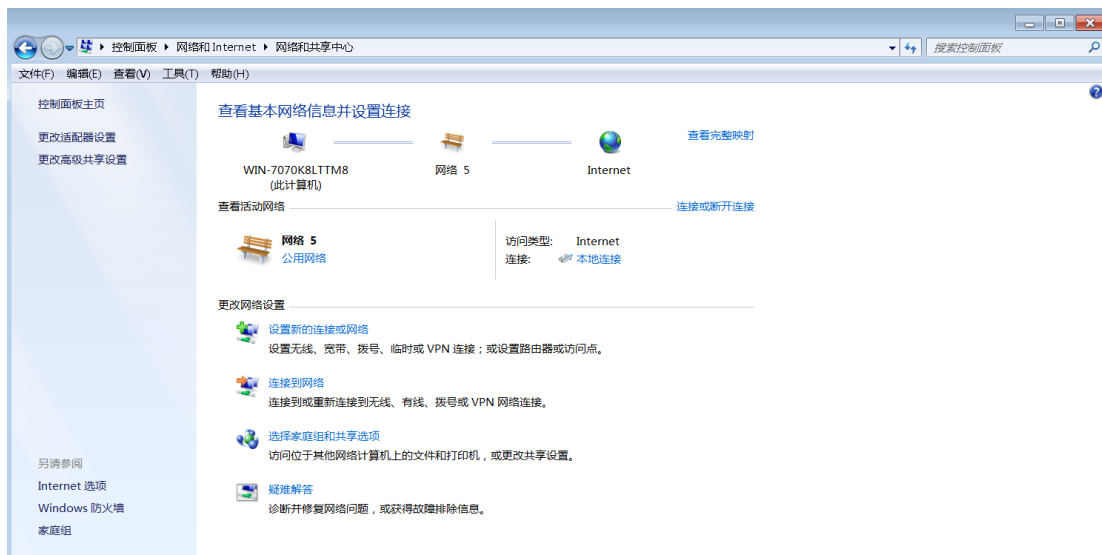 控制面板 网络和 Internet 网络和共享中心
搜索控制面板
文件(F) 编辑(E) 查看(V) 工具(T) 帮助(H)
控制面板主页
更改适配器设置
更改高级共享设置
查看基本网络信息并设置连接
查看完整映射
WIN-7070K8LTTM8 网络 5 Internet
(此计算机)
查看活动网络 连接或断开连接
网络 5
公用网络
访问类型: Internet
连接: 本地连接
更改网络设置
设置新的连接或网络
设置无线、宽带、拨号、临时或 VPN 连接；或设置路由器或访问点。
连接到网络
连接到或重新连接到无线、有线、拨号或 VPN 网络连接。
选择家庭组和共享选项
访问位于其他网络计算机上的文件和打印机，或更改共享设置。
疑难解答
诊断并修复网络问题，或获得故障排除信息。
另请参阅
Internet 选项
Windows 防火墙
家庭组